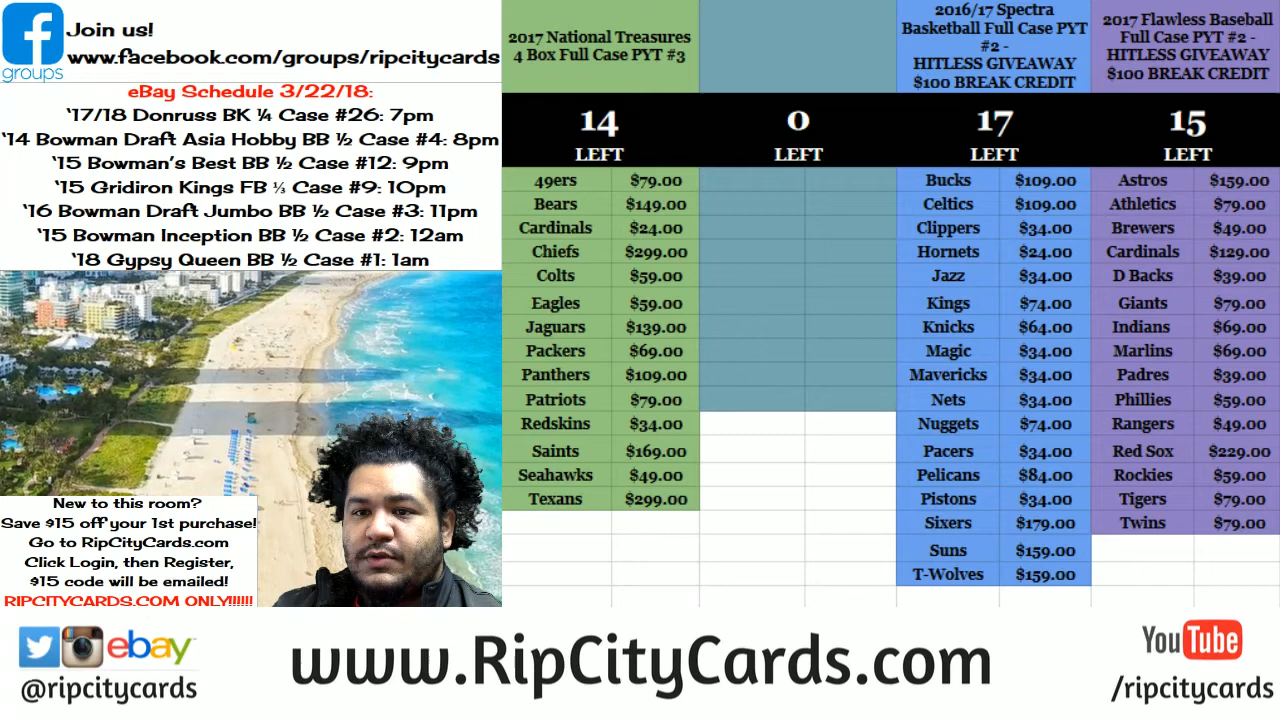 Join us!
www.facebook.com/groups/ripcitycards
groups
eBay Schedule 3/22/18:
'17/18 Donruss BK ¼ Case #26: 7pm
'14 Bowman Draft Asia Hobby BB ½ Case #4: 8pm
'15 Bowman's Best BB ½ Case #12: 9pm
'15 Gridiron Kings FB ⅓ Case #9: 10pm
'16 Bowman Draft Jumbo BB ½ Case #3: 11pm
'15 Bowman Inception BB ½ Case #2: 12am
'18 Gypsy Queen BB ½ Case #1: 1am
New to this room?
Save $15 off your 1st purchase!
Go to RipCityCards.com
Click Login, then Register,
$15 code will be emailed!
RIPCITYCARDS.COM ONLY!!!!!!
2017 National Treasures
4 Box Full Case PYT #3
14
LEFT
49ers $79.00
Bears $149.00
Cardinals $24.00
Chiefs $299.00
Colts $59.00
Eagles $59.00
Jaguars $139.00
Packers $69.00
Panthers $109.00
Patriots $79.00
Redskins $34.00
Saints $169.00
Seahawks $49.00
Texans $299.00
0
LEFT
2016/17 Spectra
Basketball Full Case PYT
#2 -
HITLESS GIVEAWAY
$100 BREAK CREDIT
17
LEFT
Bucks $109.00
Celtics $109.00
Clippers $34.00
Hornets $24.00
Jazz $34.00
Kings $74.00
Knicks $64.00
Magic $34.00
Mavericks $34.00
Nets $34.00
Nuggets $74.00
Pacers $34.00
Pelicans $84.00
Pistons $34.00
Sixers $179.00
Suns $159.00
T-Wolves $159.00
2017 Flawless Baseball
Full Case PYT #2 -
HITLESS GIVEAWAY
$100 BREAK CREDIT
15
LEFT
Astros $159.00
Athletics $79.00
Brewers $49.00
Cardinals $129.00
D Backs $39.00
Giants $79.00
Indians $69.00
Marlins $69.00
Padres $39.00
Phillies $59.00
Rangers $49.00
Red Sox $229.00
Rockies $59.00
Tigers $79.00
Twins $79.00
ebay
@ripcitycards
www.RipCityCards.com
YouTube
/ripcitycards